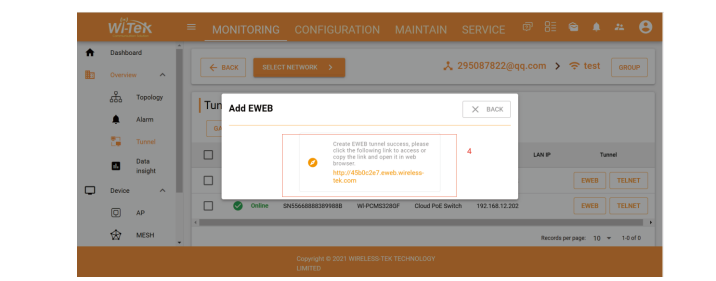 Wi-Tek
MONITORING CONFIGURATION MAINTAIN SERVICE
Dashboard
Overview
Topology
Alarm
Tunnel
Data
insight
Device
AP
MESH
BACK
SELECT NETWORK
295087822@qq.com > test
GROUP
Tun
Add EWEB
BACK
Create EWEB tunnel success, please
click the following link to access or
copy the link and open it in web
browser.
http://45b8c2e7.eweb.wireless-
tek.com
4
LAN IP Tunnel
EWEB TELNET
Online WI-PCMS328GF Cloud PoE Switch 192.168.12.202 EWEB TELNET
Records per page: 10 1-0 of 0
Copyright © 2021 WIRELESS-TEK TECHNOLOGY
LIMITED